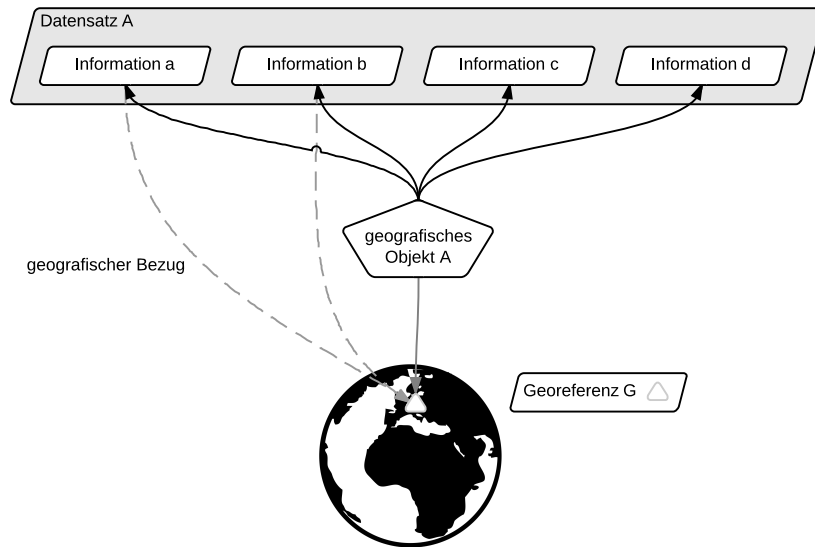 Datensatz A
Information a
Information b
Information c
Information d
geografisches
Objekt A
geografischer Bezug
Georeferenz G